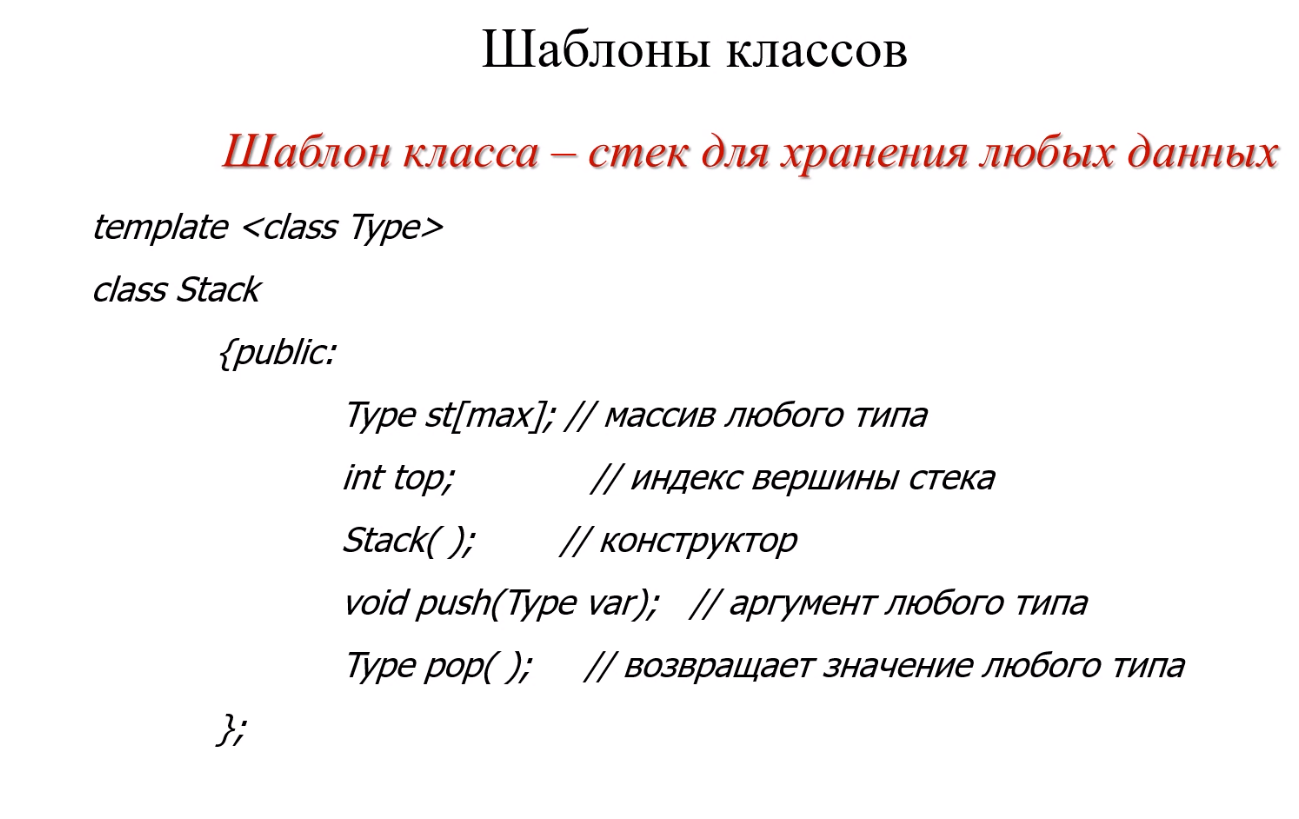 Шаблоны классов
Шаблон класса – стек для хранения любых данных
template <class Type>
class Stack
{public:
Type st[max]; // массив любого типа
int top; // индекс вершины стека
Stack( ); // конструктор
void push(Type var); // аргумент любого типа
Type pop( ); // возвращает значение любого типа
};